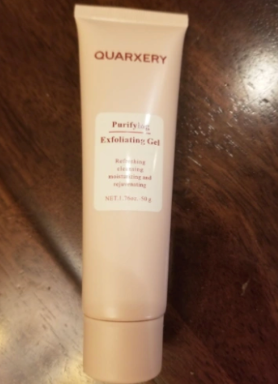 QUARXERY
Purifying
Exfoliating Gel
Refreshing
cleansing
moisturizing and
rejuvenating
NET 1.76oz. 50g